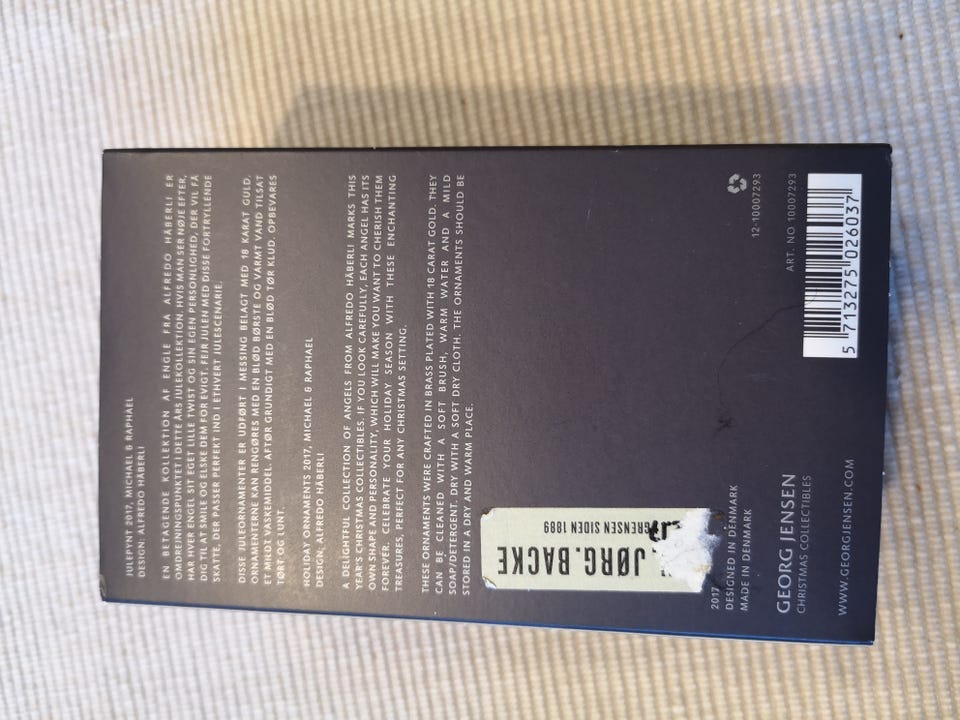 JULEPYNT 2017, MICHAEL & RAPHAEL
DESIGN: ALFREDO HÄBERLI
EN BETAGENDE KOLLEKTION AF ENGLE FRA ALFREDO HÄBERLI ER
OMDREJNINGSPUNKTET I DETTE ÅRS JULEKOLLEKTION. HVIS MAN SER NØJE EFTER,
HAR HVER ENGEL SIT EGET LILLE TWIST OG SIN EGEN PERSONLIGHED, DER VIL FÅ
DIG TIL AT SMILE OG ELSKE DEM FOR EVIGT. FEJR JULEN MED DISSE FORTRYLLENDE
SKATTE, DER PASSER PERFEKT IND I ETHVERT JULESCENARIE.
DISSE JULEORNAMENTER ER UDFØRT I MESSING BELAGT MED 18 KARAT GULD.
ORNAMENTERNE KAN RENGØRES MED EN BLØD BØRSTE OG VARMT VAND TILSAT
ET MILDT VASKEMIDDEL. AFTØR GRUNDIGT MED EN BLØD TØR KLUD. OPBEVARES
TØRT OG LUNT.
HOLIDAY ORNAMENTS 2017, MICHAEL & RAPHAEL
DESIGN: ALFREDO HÄBERLI
A DELIGHTFUL COLLECTION OF ANGELS FROM ALFREDO HÄBERLI MARKS THIS
YEAR'S CHRISTMAS COLLECTIBLES. IF YOU LOOK CAREFULLY, EACH ANGEL HAS ITS
OWN SHAPE AND PERSONALITY, WHICH WILL MAKE YOU WANT TO CHERISH THEM
FOREVER. CELEBRATE YOUR HOLIDAY SEASON WITH THESE ENCHANTING
TREASURES, PERFECT FOR ANY CHRISTMAS SETTING.
THESE ORNAMENTS WERE CRAFTED IN BRASS PLATED WITH 18 CARAT GOLD. THEY
CAN BE CLEANED WITH A SOFT BRUSH, WARM WATER AND A MILD
SOAP/DETERGENT. DRY WITH A SOFT DRY CLOTH. THE ORNAMENTS SHOULD BE
STORED IN A DRY AND WARM PLACE.
JØRG. BACKE
SIDEN 1889
2017
DESIGNED IN DENMARK
MADE IN DENMARK
GEORG JENSEN
CHRISTMAS COLLECTIBLES
WWW.GEORGJENSEN.COM
12-10007293
ART. NO 10007293
5 713275 026037